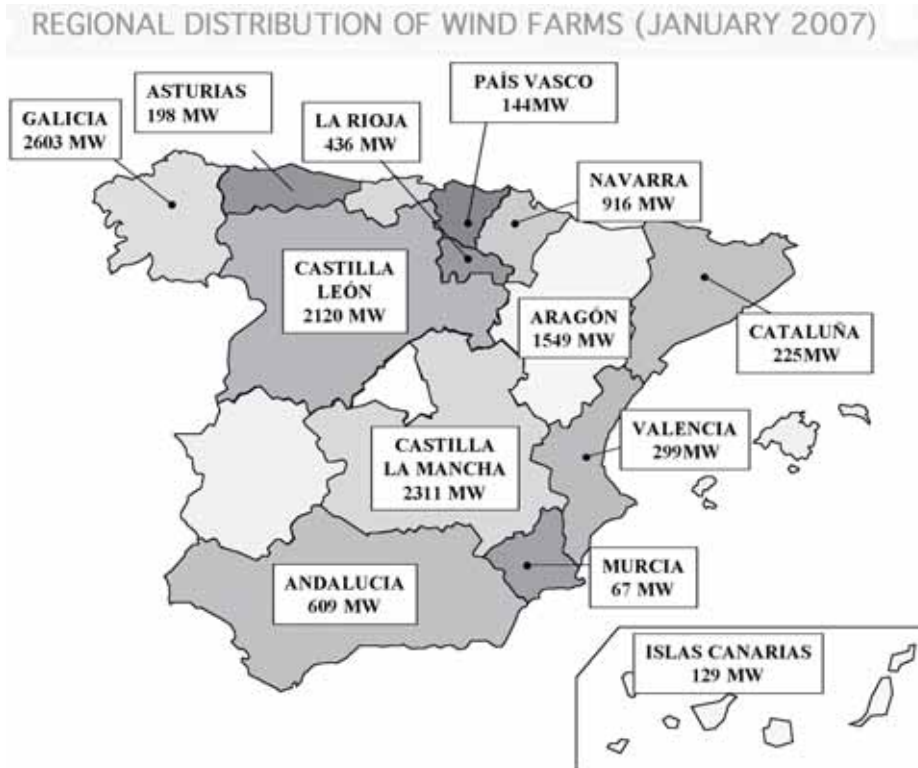 REGIONAL DISTRIBUTION OF WIND FARMS (JANUARY 2007)
PAÍS VASCO
144MW
ASTURIAS
198 MW
LA RIOJA
436 MW
GALICIA
2603 MW
NAVARRA
916 MW
CASTILLA
LEÓN
2120 MW
ARAGÓN
1549 MW
CATALUÑA
225MW
VALENCIA
299MW
CASTILLA
LA MANCHA
2311 MW
ANDALUCIA
609 MW
MURCIA
67 MW
ISLAS CANARIAS
129 MW